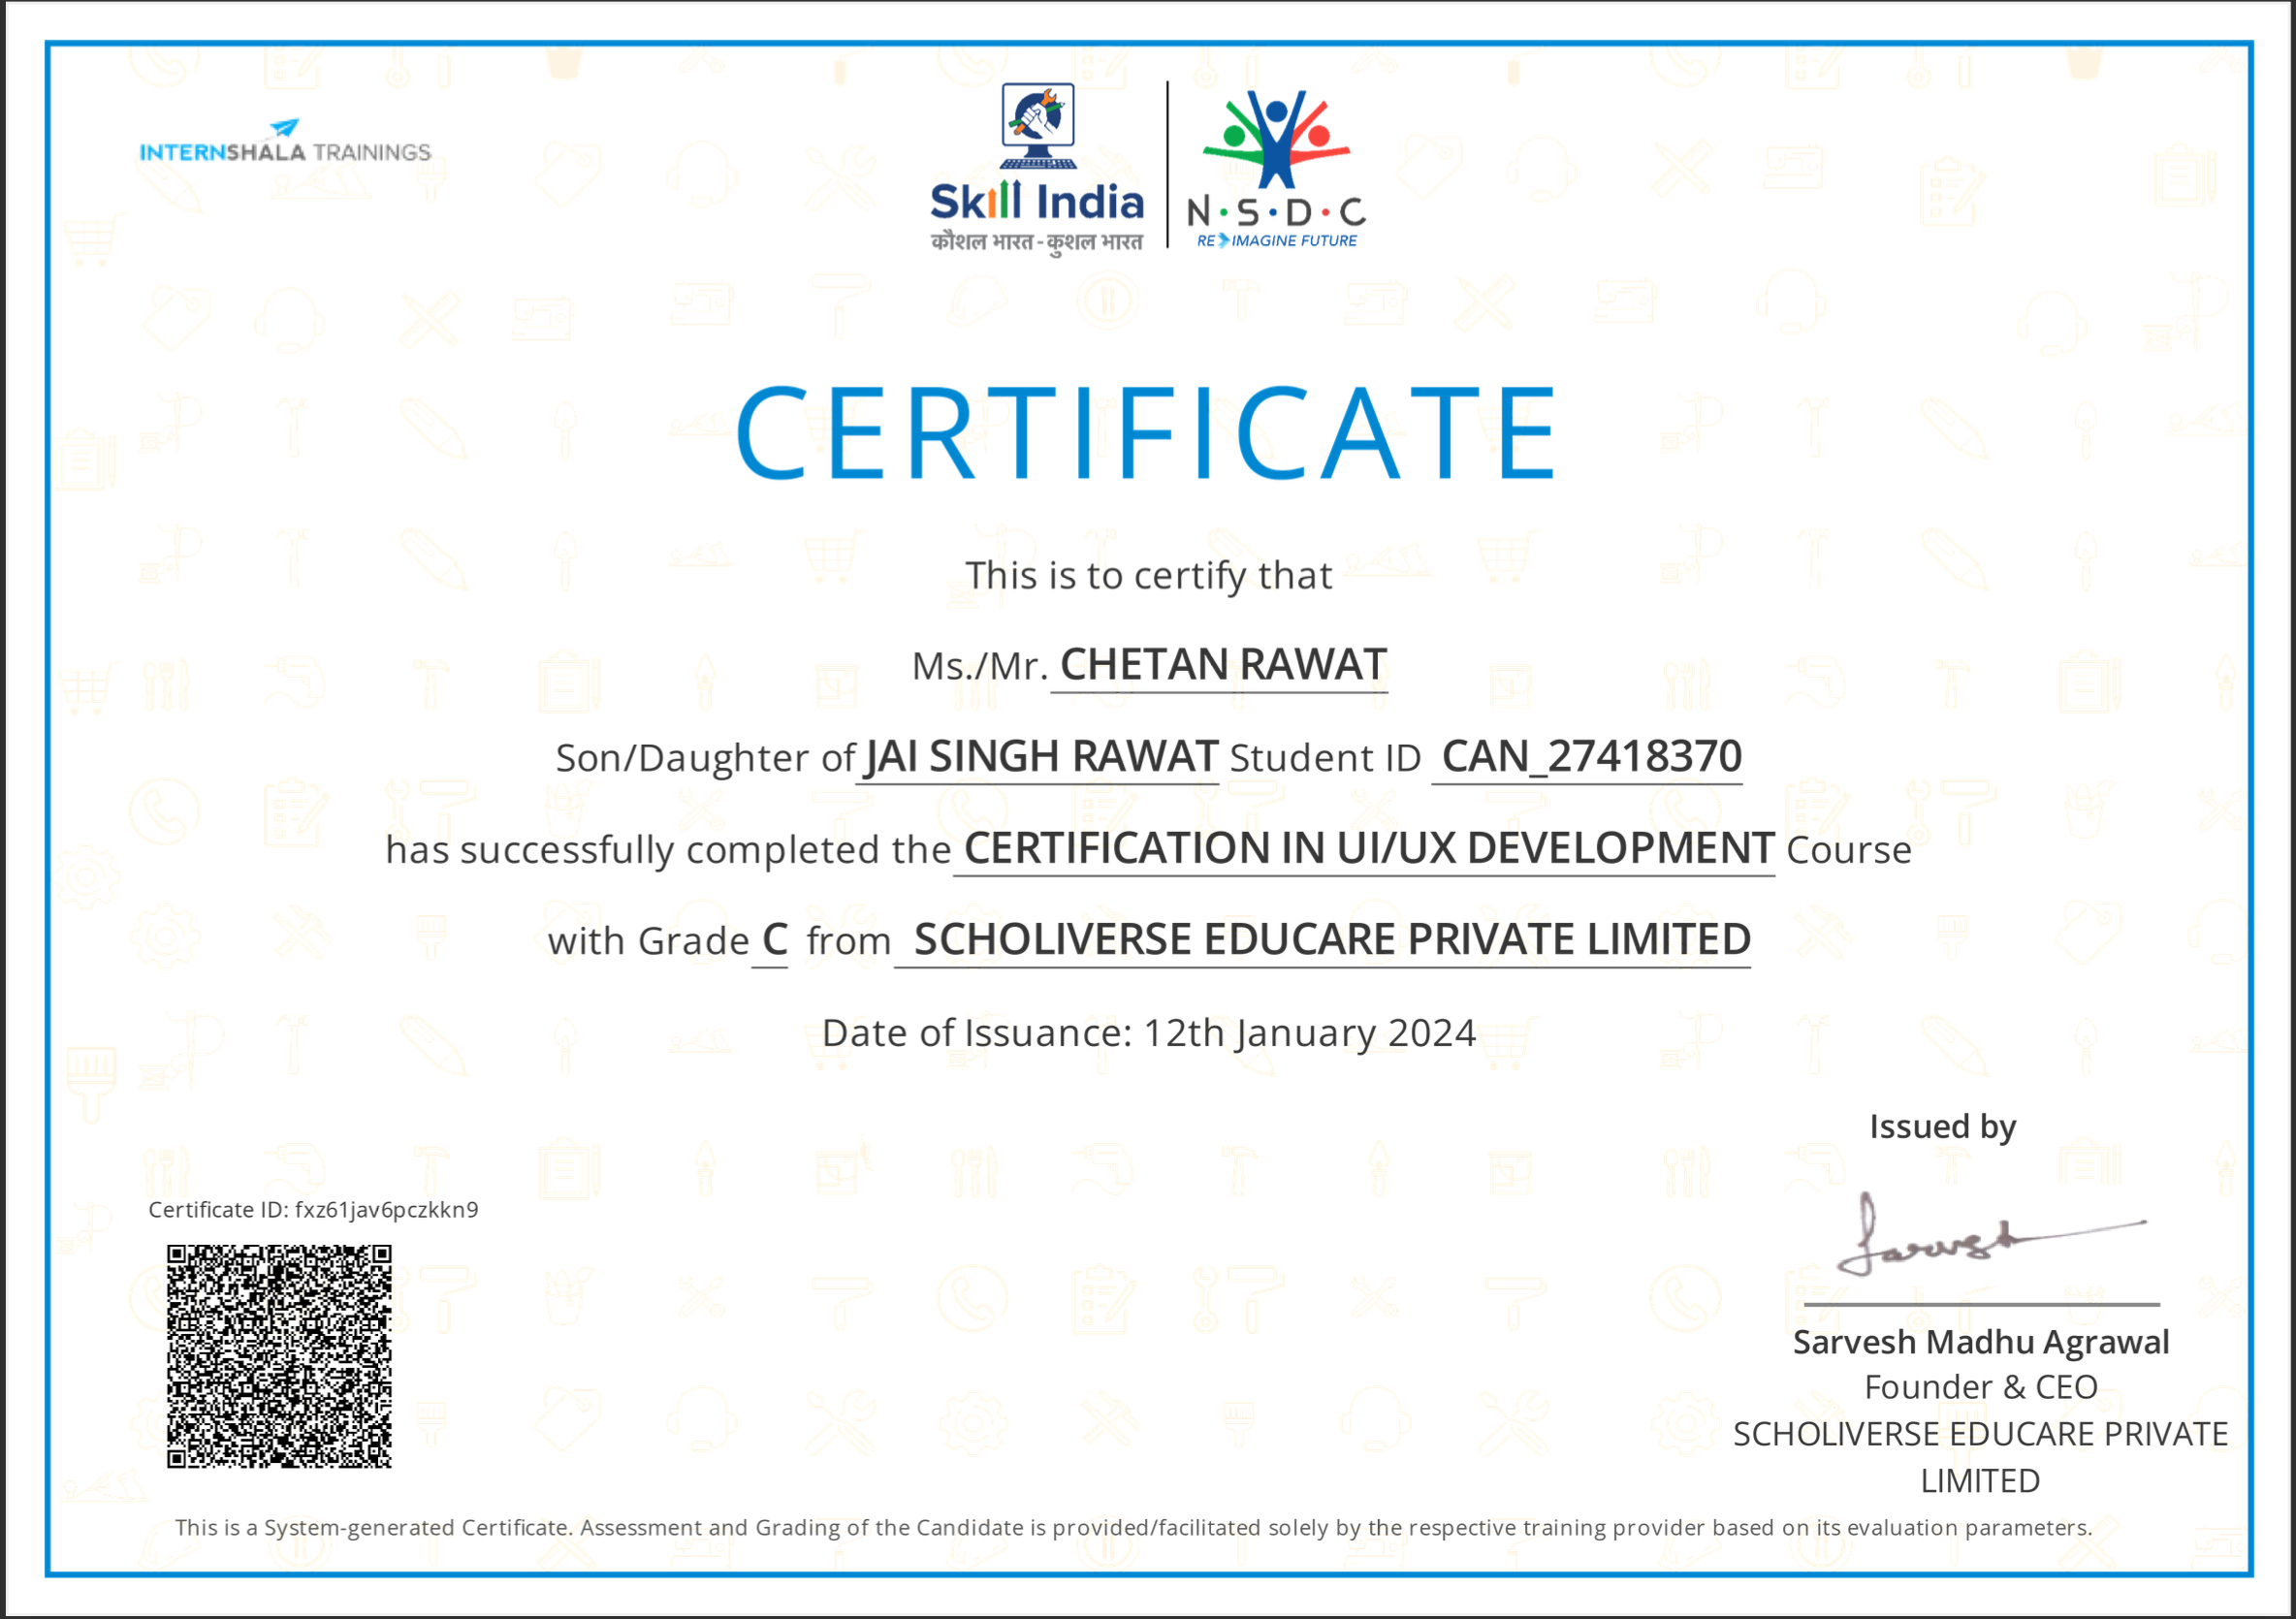 INTERNSHALA TRAININGS
Skill India
कौशल भारत - कुशल भारत
N·S·D·C
RE IMAGINE FUTURE
CERTIFICATE
This is to certify that
Ms./Mr. CHETAN RAWAT
Son/Daughter of JAI SINGH RAWAT Student ID CAN_27418370
has successfully completed the CERTIFICATION IN UI/UX DEVELOPMENT Course
with Grade C from SCHOLIVERSE EDUCARE PRIVATE LIMITED
Date of Issuance: 12th January 2024
Issued by
Certificate ID: fxz61jav6pczkkn9
Sarvesh
Sarvesh Madhu Agrawal
Founder & CEO
SCHOLIVERSE EDUCARE PRIVATE
LIMITED
This is a System-generated Certificate. Assessment and Grading of the Candidate is provided/facilitated solely by the respective training provider based on its evaluation parameters.